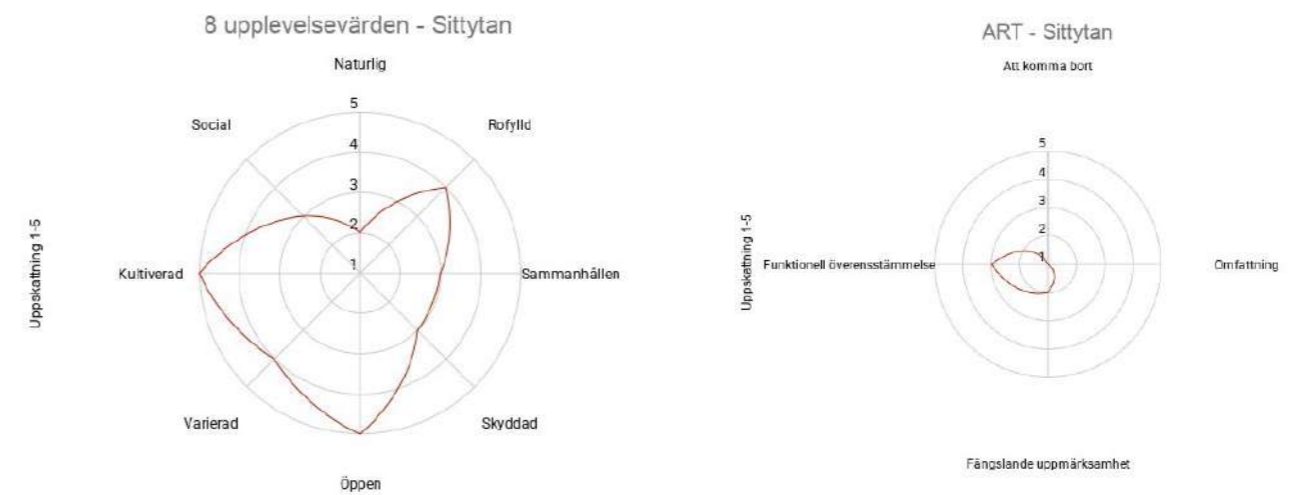 8 upplevelsevärden - Sittytan
Naturlig
Social
Rofylld
5
4
3
2
1
Uppskattning 1-5
Kultiverad
Sammanhållen
Varierad
Skyddad
Öppen
ART - Sittytan
Att komma bort
5
4
3
2
1
Uppskattning 1-5
Funktionell överensstämmelse
Omfattning
Fängslande uppmärksamhet